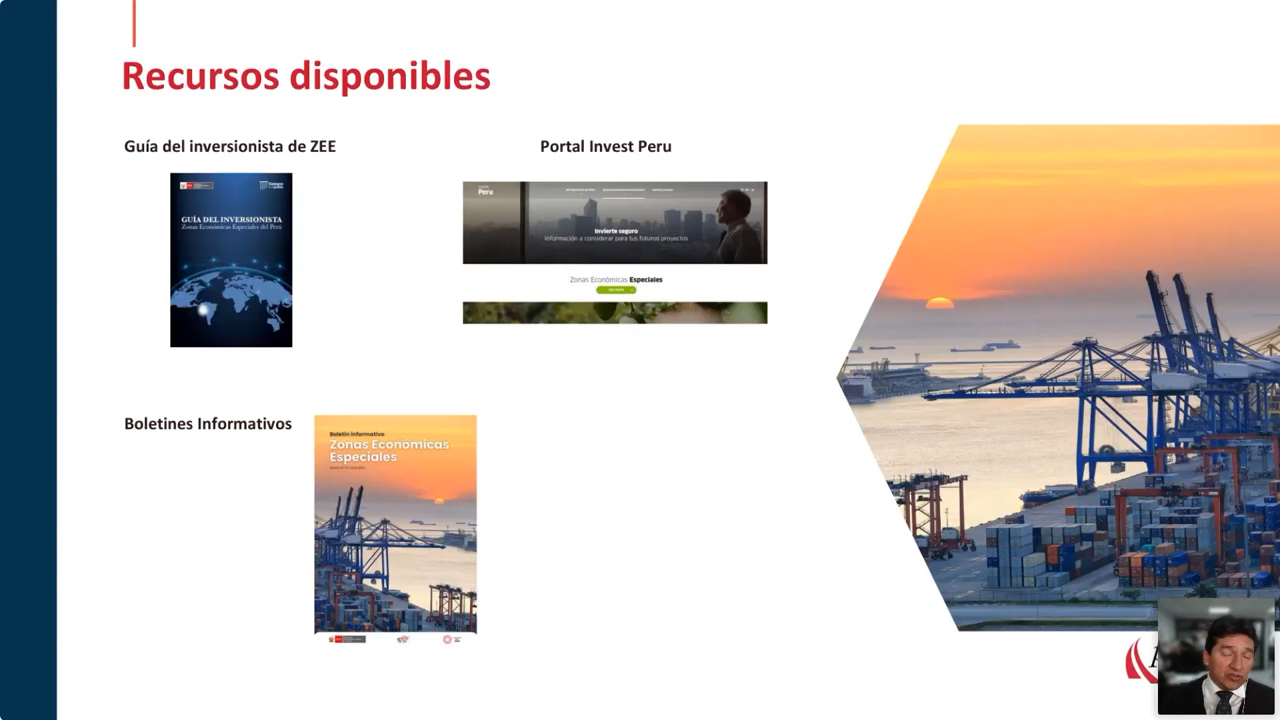 Recursos disponibles
Guía del inversionista de ZEE
GUÍA DEL INVERSIONISTA
Zonas Económicas Especiales del Perú
Portal Invest Peru
Peru
Invierte seguro
Información a considerar para tus futuros proyectos
Zonas Económicas Especiales
Boletines Informativos
Boletín informativo
Zonas Económicas
Especiales